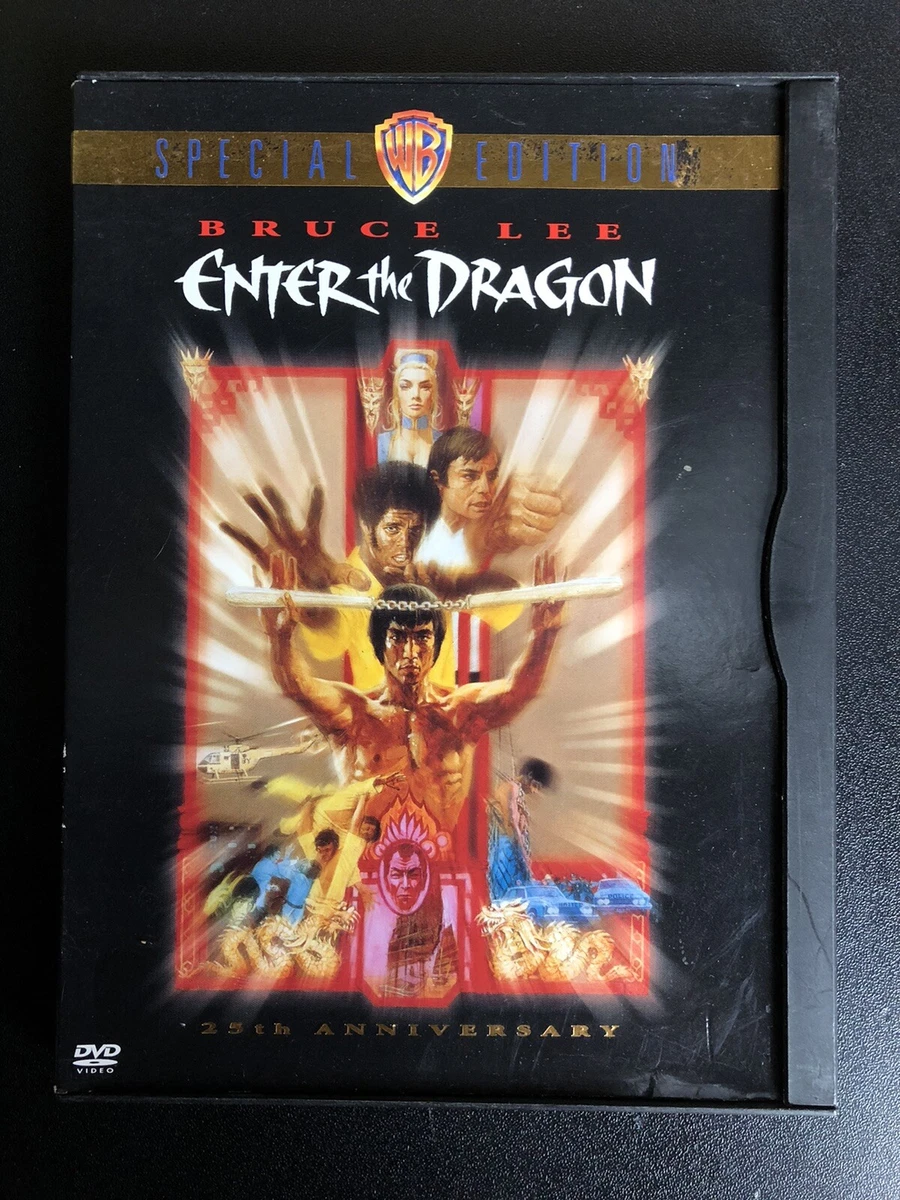 SPECIAL WB EDITION
BRUCE LEE
ENTER the DRAGON
25th ANNIVERSARY
DVD
VIDEO